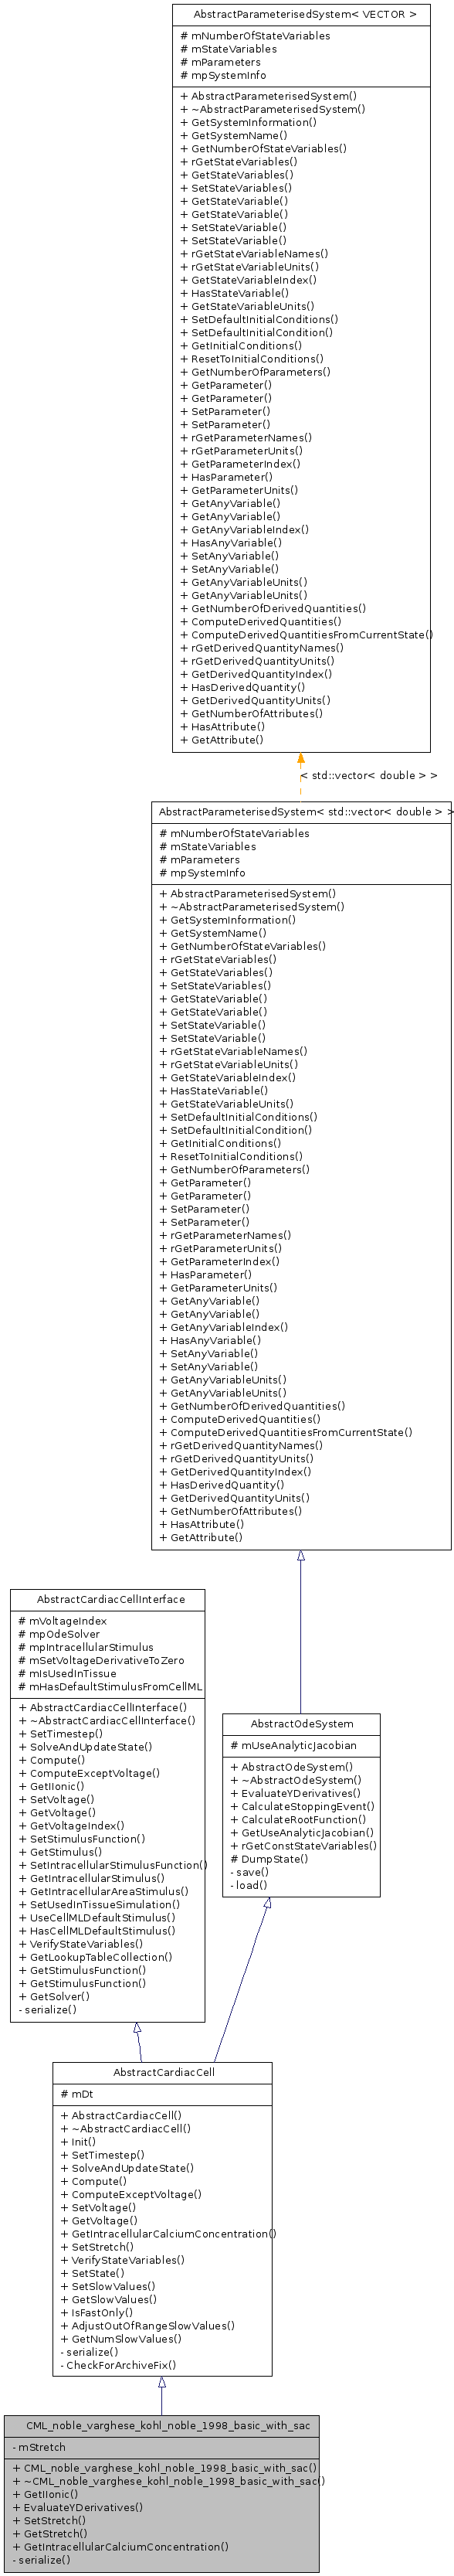 AbstractParameterisedSystem< VECTOR >
# mNumberOfStateVariables
# mStateVariables
# mParameters
# mpSystemInfo
+ AbstractParameterisedSystem()
+ ~AbstractParameterisedSystem()
+ GetSystemInformation()
+ GetSystemName()
+ GetNumberOfStateVariables()
+ rGetStateVariables()
+ GetStateVariables()
+ SetStateVariables()
+ GetStateVariable()
+ GetStateVariable()
+ SetStateVariable()
+ SetStateVariable()
+ rGetStateVariableNames()
+ rGetStateVariableUnits()
+ GetStateVariableIndex()
+ HasStateVariable()
+ GetStateVariableUnits()
+ SetDefaultInitialConditions()
+ SetDefaultInitialCondition()
+ GetInitialConditions()
+ ResetToInitialConditions()
+ GetNumberOfParameters()
+ GetParameter()
+ GetParameter()
+ SetParameter()
+ SetParameter()
+ rGetParameterNames()
+ rGetParameterUnits()
+ GetParameterIndex()
+ HasParameter()
+ GetParameterUnits()
+ GetAnyVariable()
+ GetAnyVariable()
+ GetAnyVariableIndex()
+ HasAnyVariable()
+ SetAnyVariable()
+ SetAnyVariable()
+ GetAnyVariableUnits()
+ GetAnyVariableUnits()
+ GetNumberOfDerivedQuantities()
+ ComputeDerivedQuantities()
+ ComputeDerivedQuantitiesFromCurrentState()
+ rGetDerivedQuantityNames()
+ rGetDerivedQuantityUnits()
+ GetDerivedQuantityIndex()
+ HasDerivedQuantity()
+ GetDerivedQuantityUnits()
+ GetNumberOfAttributes()
+ HasAttribute()
+ GetAttribute()
< std::vector< double > >
AbstractParameterisedSystem< std::vector< double > >
# mNumberOfStateVariables
# mStateVariables
# mParameters
# mpSystemInfo
+ AbstractParameterisedSystem()
+ ~AbstractParameterisedSystem()
+ GetSystemInformation()
+ GetSystemName()
+ GetNumberOfStateVariables()
+ rGetStateVariables()
+ GetStateVariables()
+ SetStateVariables()
+ GetStateVariable()
+ GetStateVariable()
+ SetStateVariable()
+ SetStateVariable()
+ rGetStateVariableNames()
+ rGetStateVariableUnits()
+ GetStateVariableIndex()
+ HasStateVariable()
+ GetStateVariableUnits()
+ SetDefaultInitialConditions()
+ SetDefaultInitialCondition()
+ GetInitialConditions()
+ ResetToInitialConditions()
+ GetNumberOfParameters()
+ GetParameter()
+ GetParameter()
+ SetParameter()
+ SetParameter()
+ rGetParameterNames()
+ rGetParameterUnits()
+ GetParameterIndex()
+ HasParameter()
+ GetParameterUnits()
+ GetAnyVariable()
+ GetAnyVariable()
+ GetAnyVariableIndex()
+ HasAnyVariable()
+ SetAnyVariable()
+ SetAnyVariable()
+ GetAnyVariableUnits()
+ GetAnyVariableUnits()
+ GetNumberOfDerivedQuantities()
+ ComputeDerivedQuantities()
+ ComputeDerivedQuantitiesFromCurrentState()
+ rGetDerivedQuantityNames()
+ rGetDerivedQuantityUnits()
+ GetDerivedQuantityIndex()
+ HasDerivedQuantity()
+ GetDerivedQuantityUnits()
+ GetNumberOfAttributes()
+ HasAttribute()
+ GetAttribute()
AbstractCardiacCellInterface
# mVoltageIndex
# mpOdeSolver
# mpIntracellularStimulus
# mSetVoltageDerivativeToZero
# mIsUsedInTissue
# mHasDefaultStimulusFromCellML
+ AbstractCardiacCellInterface()
+ ~AbstractCardiacCellInterface()
+ SetTimestep()
+ SolveAndUpdateState()
+ Compute()
+ ComputeExceptVoltage()
+ GetIIonic()
+ SetVoltage()
+ GetVoltage()
+ GetVoltageIndex()
+ SetStimulusFunction()
+ GetStimulus()
+ SetIntracellularStimulusFunction()
+ GetIntracellularStimulus()
+ GetIntracellularAreaStimulus()
+ SetUsedInTissueSimulation()
+ UseCellMLDefaultStimulus()
+ HasCellMLDefaultStimulus()
+ VerifyStateVariables()
+ GetLookupTableCollection()
+ GetStimulusFunction()
+ GetStimulusFunction()
+ GetSolver()
- serialize()
AbstractOdeSystem
# mUseAnalyticJacobian
+ AbstractOdeSystem()
+ ~AbstractOdeSystem()
+ EvaluateYDerivatives()
+ CalculateStoppingEvent()
+ CalculateRootFunction()
+ GetUseAnalyticJacobian()
+ rGetConstStateVariables()
# DumpState()
- save()
- load()
AbstractCardiacCell
# mDt
+ AbstractCardiacCell()
+ ~AbstractCardiacCell()
+ Init()
+ SetTimestep()
+ SolveAndUpdateState()
+ Compute()
+ ComputeExceptVoltage()
+ SetVoltage()
+ GetVoltage()
+ GetIntracellularCalciumConcentration()
+ SetStretch()
+ VerifyStateVariables()
+ SetState()
+ SetSlowValues()
+ GetSlowValues()
+ IsFastOnly()
+ AdjustOutOfRangeSlowValues()
+ GetNumSlowValues()
- serialize()
- CheckForArchiveFix()
CML_noble_varghese_kohl_noble_1998_basic_with_sac
- mStretch
+ CML_noble_varghese_kohl_noble_1998_basic_with_sac()
+ ~CML_noble_varghese_kohl_noble_1998_basic_with_sac()
+ GetIIonic()
+ EvaluateYDerivatives()
+ SetStretch()
+ GetStretch()
+ GetIntracellularCalciumConcentration()
- serialize()